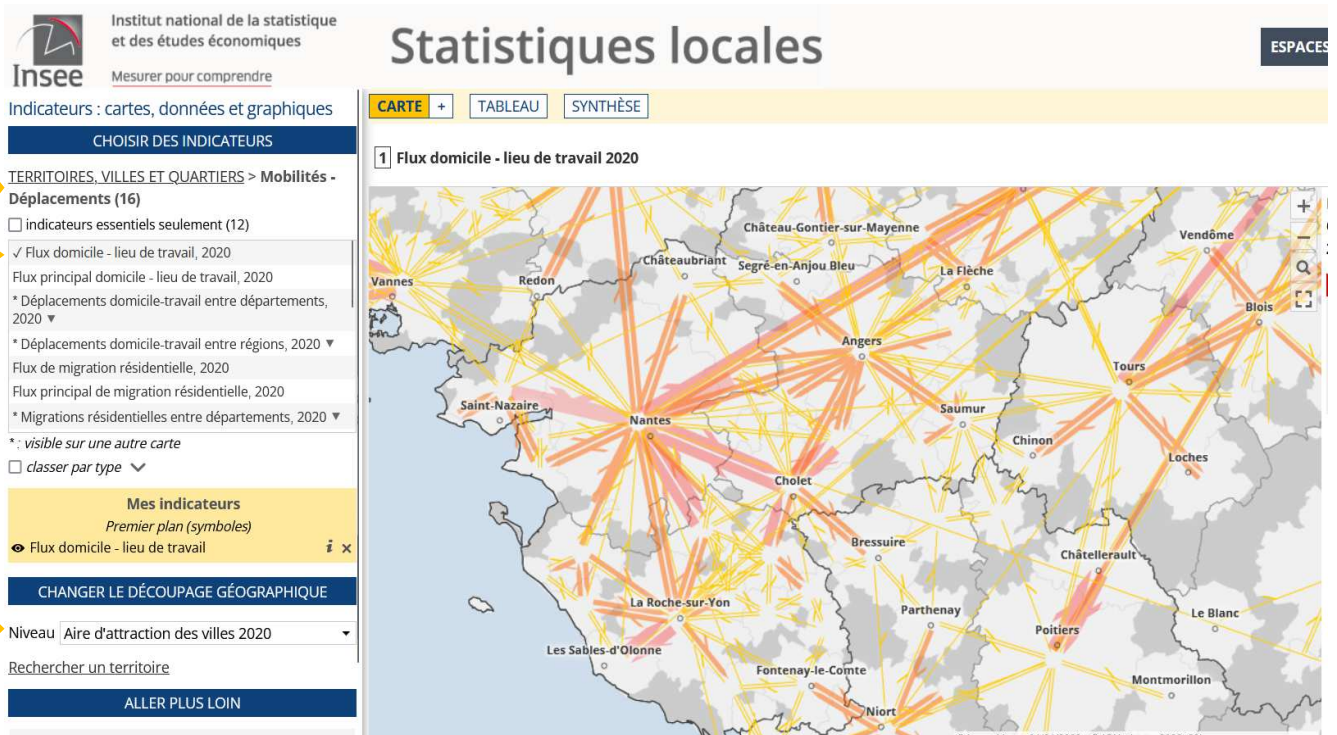 Institut national de la statistique
et des études économiques
Insee
Mesurer pour comprendre
Statistiques locales
ESPACES
Indicateurs : cartes, données et graphiques
CHOISIR DES INDICATEURS
TERRITOIRES, VILLES ET QUARTIERS > Mobilités -
Déplacements (16)
indicateurs essentiels seulement (12)
✓ Flux domicile - lieu de travail, 2020
Flux principal domicile - lieu de travail, 2020
* Déplacements domicile-travail entre départements,
2020 ▼
* Déplacements domicile-travail entre régions, 2020 ▼
Flux de migration résidentielle, 2020
Flux principal de migration résidentielle, 2020
* Migrations résidentielles entre départements, 2020 ▼
* : visible sur une autre carte
classer par type
Mes indicateurs
Premier plan (symboles)
Flux domicile - lieu de travail i ×
CHANGER LE DÉCOUPAGE GÉOGRAPHIQUE
Niveau Aire d'attraction des villes 2020
Rechercher un territoire
ALLER PLUS LOIN
CARTE + TABLEAU SYNTHÈSE
1 Flux domicile - lieu de travail 2020
Château-Gontier-sur-Mayenne
Vendôme
Châteaubriant
Segré-en-Anjou Bleu
La Flèche
Vannes
Redon
Blois
Angers
Tours
Saint-Nazaire
Nantes
Saumur
Chinon
Loches
Cholet
Bressuire
Châtellerault
La Roche-sur-Yon
Parthenay
Le Blanc
Poitiers
Les Sables-d'Olonne
Fontenay-le-Comte
Montmorillon
Niort